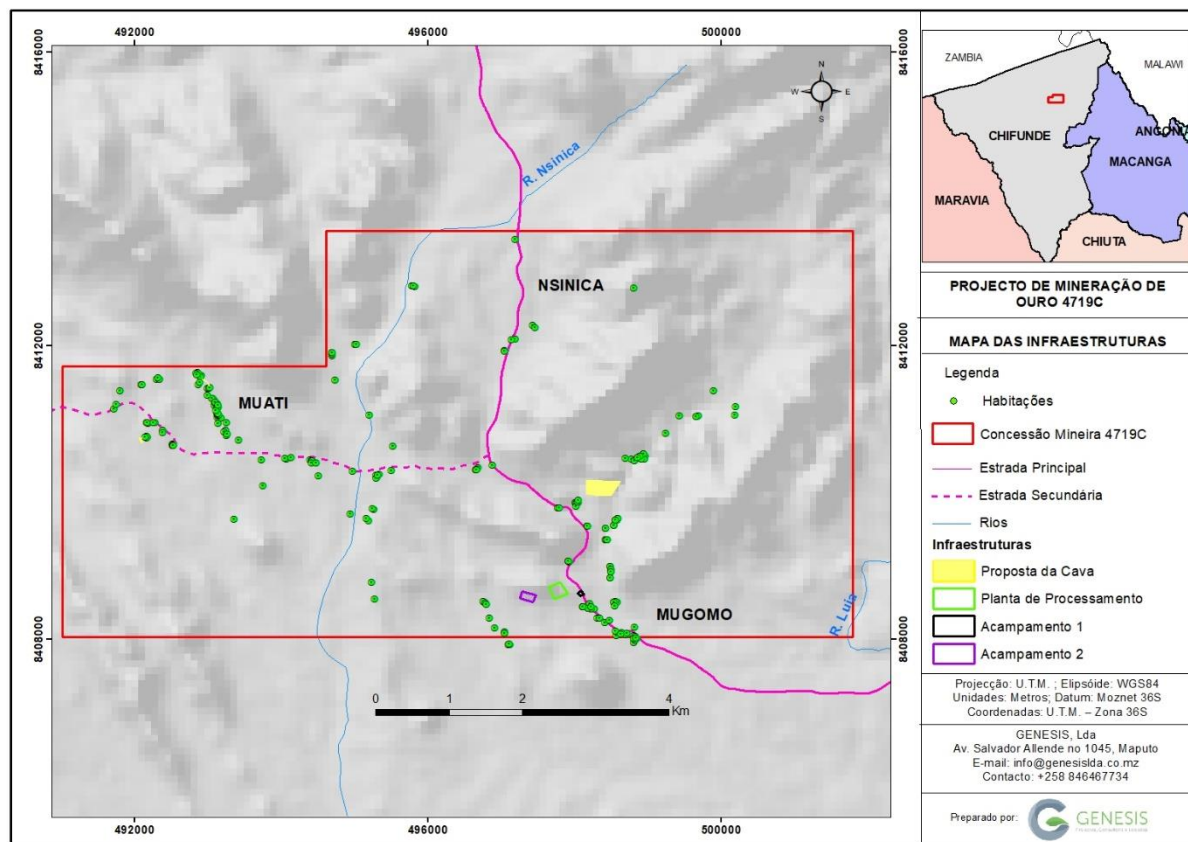 492000
496000
500000
8416000
8416000
N
W
E
S
R. Nsinica
NSINICA
8412000
8412000
MUATI
MUGOMO
R. Luia
8408000
8408000
0
1
2
4
Km
492000
496000
500000
ZAMBIA
MALAWI
CHIFUNDE
MACANGA
MARAVIA
CHIUTA
PROJECTO DE MINERAÇÃO DE
OURO 4719C
MAPA DAS INFRAESTRUTURAS
Legenda
Habitações
Concessão Mineira 4719C
Estrada Principal
Estrada Secundária
Rios
Infraestruturas
Proposta da Cava
Planta de Processamento
Acampamento 1
Acampamento 2
Projecção: U.T.M. ; Elipsóide: WGS84
Unidades: Metros; Datum: Moznet 36S
Coordenadas: U.T.M. – Zona 36S
GENESIS, Lda
Av. Salvador Allende no 1045, Maputo
E-mail: info@genesislda.co.mz
Contacto: +258 846467734
Preparado por:
GENESIS